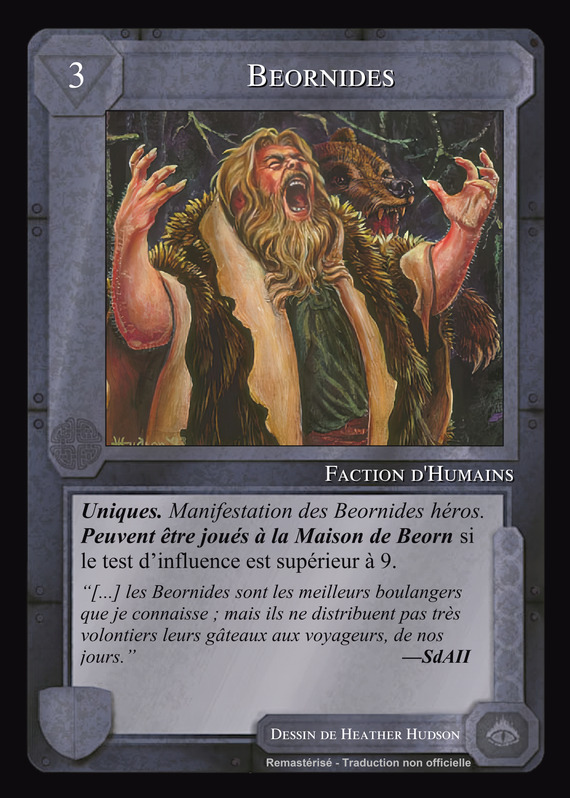 3
Beornides
Faction d'Humains
Uniques. Manifestation des Beornides héros.
Peuvent être joués à la Maison de Beorn si
le test d’influence est supérieur à 9.
“[...] les Beornides sont les meilleurs boulangers
que je connaisse ; mais ils ne distribuent pas très
volontiers leurs gâteaux aux voyageurs, de nos
jours.” —SdAII
Dessin de Heather Hudson
Remastérisé - Traduction non officielle